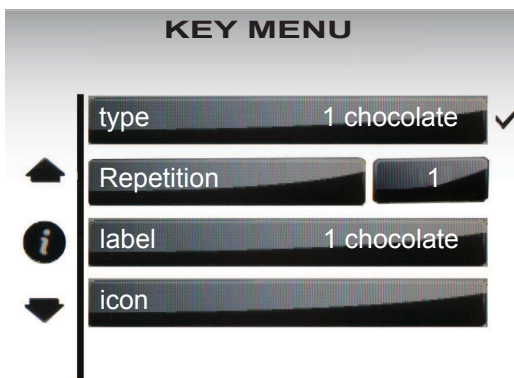 KEY MENU
type 1 chocolate
Repetition 1
i
label 1 chocolate
icon